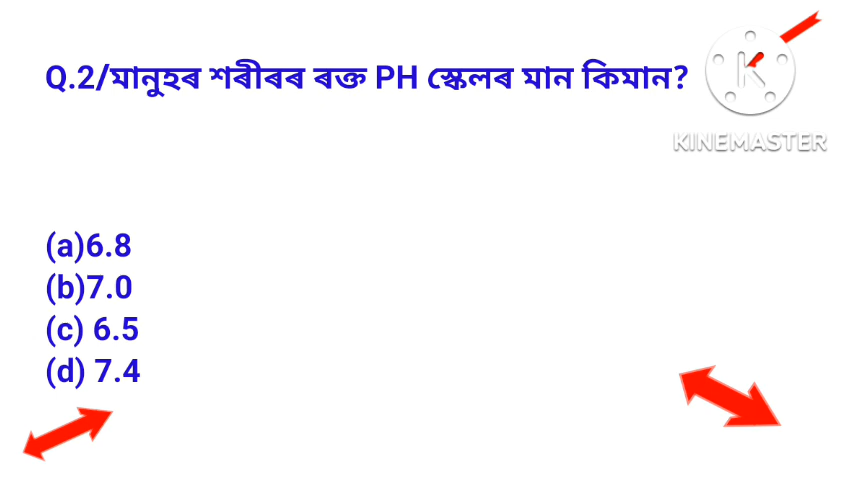 Q.2/মানুহৰ শৰীৰৰ ৰক্ত PH স্কেলৰ মান কিমান?
KINEMASTER
(a)6.8
(b)7.0
(c) 6.5
(d) 7.4